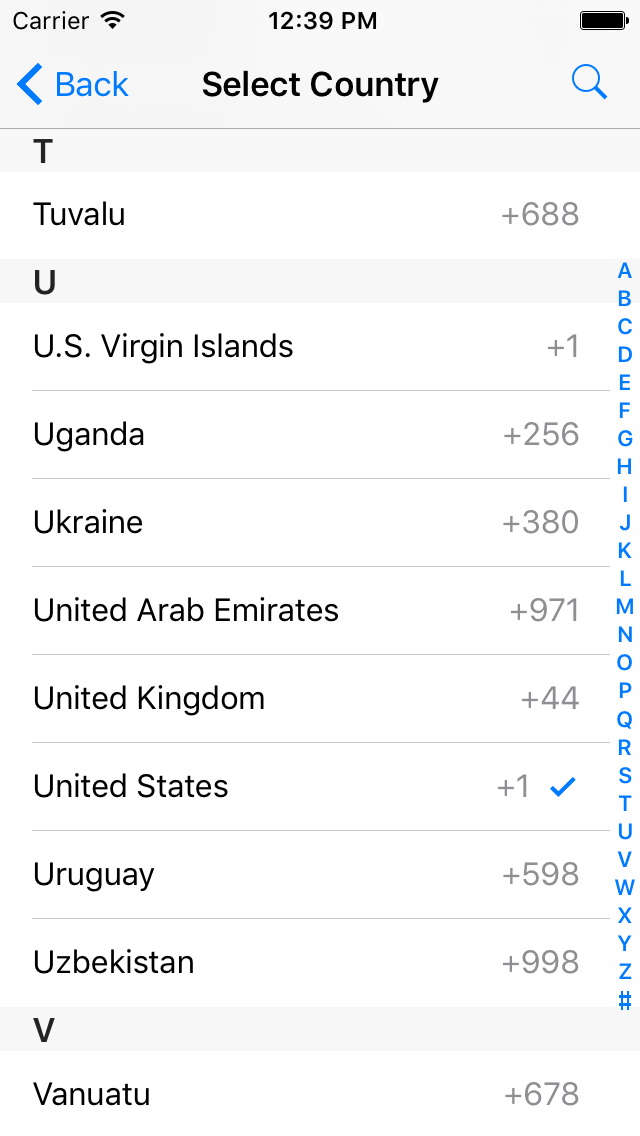 Carrier 12:39 PM
Back Select Country
T
Tuvalu +688
U
U.S. Virgin Islands +1
Uganda +256
Ukraine +380
United Arab Emirates +971
United Kingdom +44
United States +1
Uruguay +598
Uzbekistan +998
V
Vanuatu +678
A
B
C
D
E
F
G
H
I
J
K
L
M
N
O
P
Q
R
S
T
U
V
W
X
Y
Z
#